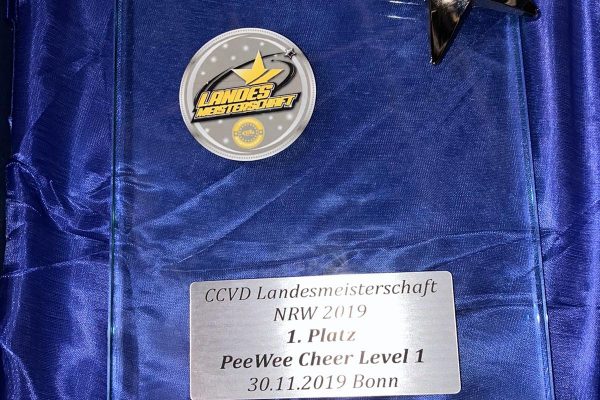 LANDES
MEISTERSCHAFT
CCVD Landesmeisterschaft
NRW 2019
1. Platz
PeeWee Cheer Level 1
30.11.2019 Bonn